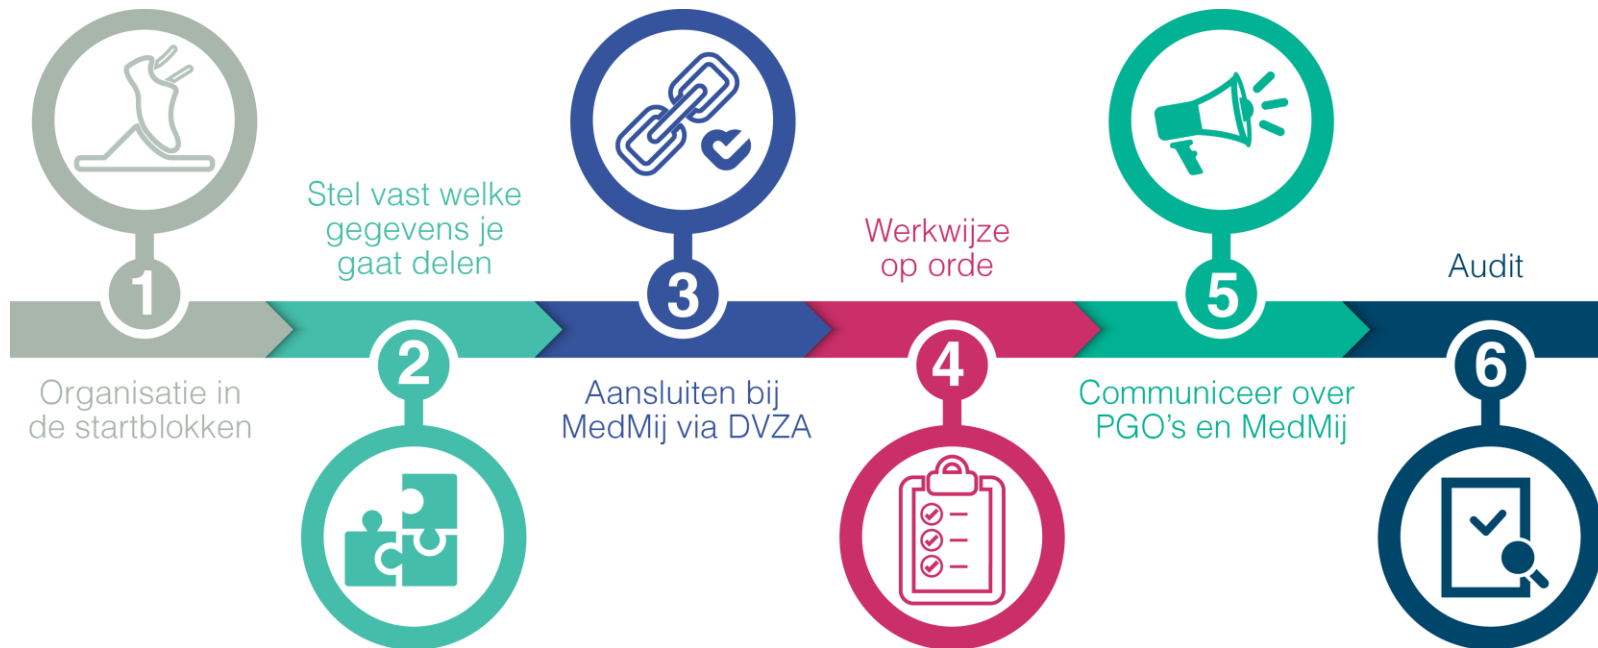 1
Organisatie in
de startblokken
Stel vast welke
gegevens je
gaat delen
2
3
Aansluiten bij
MedMij via DVZA
Werkwijze
op orde
4
5
Communiceer over
PGO's en MedMij
Audit
6